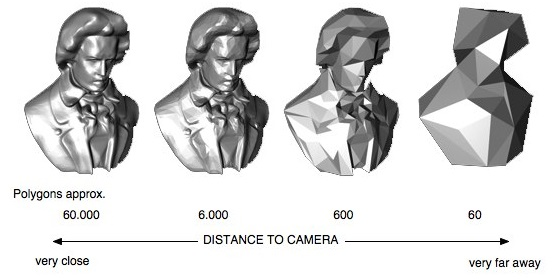 Polygons approx.
60.000 6.000 600 60
DISTANCE TO CAMERA
very close very far away